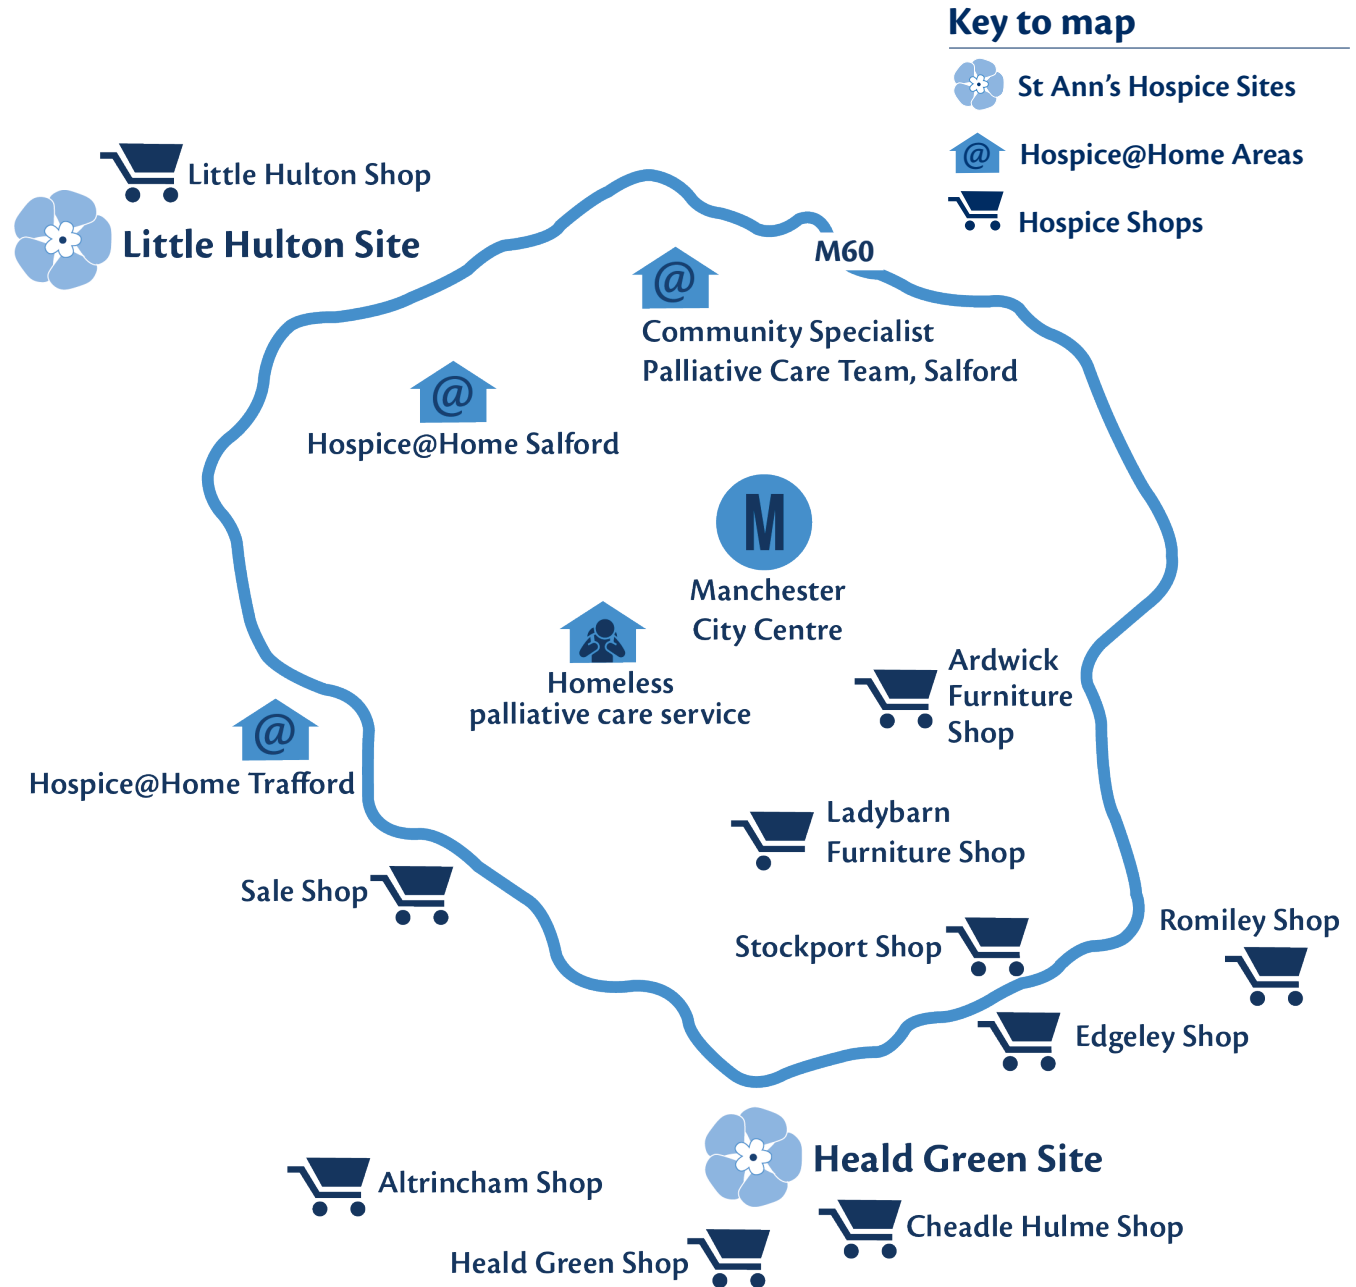 Key to map
St Ann's Hospice Sites
@
Hospice@Home Areas
Hospice Shops
Little Hulton Shop
Little Hulton Site
M60
@
Community Specialist
Palliative Care Team, Salford
@
Hospice@Home Salford
M
Manchester
City Centre
Homeless
palliative care service
Ardwick
Furniture
Shop
@
Hospice@Home Trafford
Ladybarn
Furniture Shop
Sale Shop
Stockport Shop
Romiley Shop
Edgeley Shop
Heald Green Site
Altrincham Shop
Cheadle Hulme Shop
Heald Green Shop